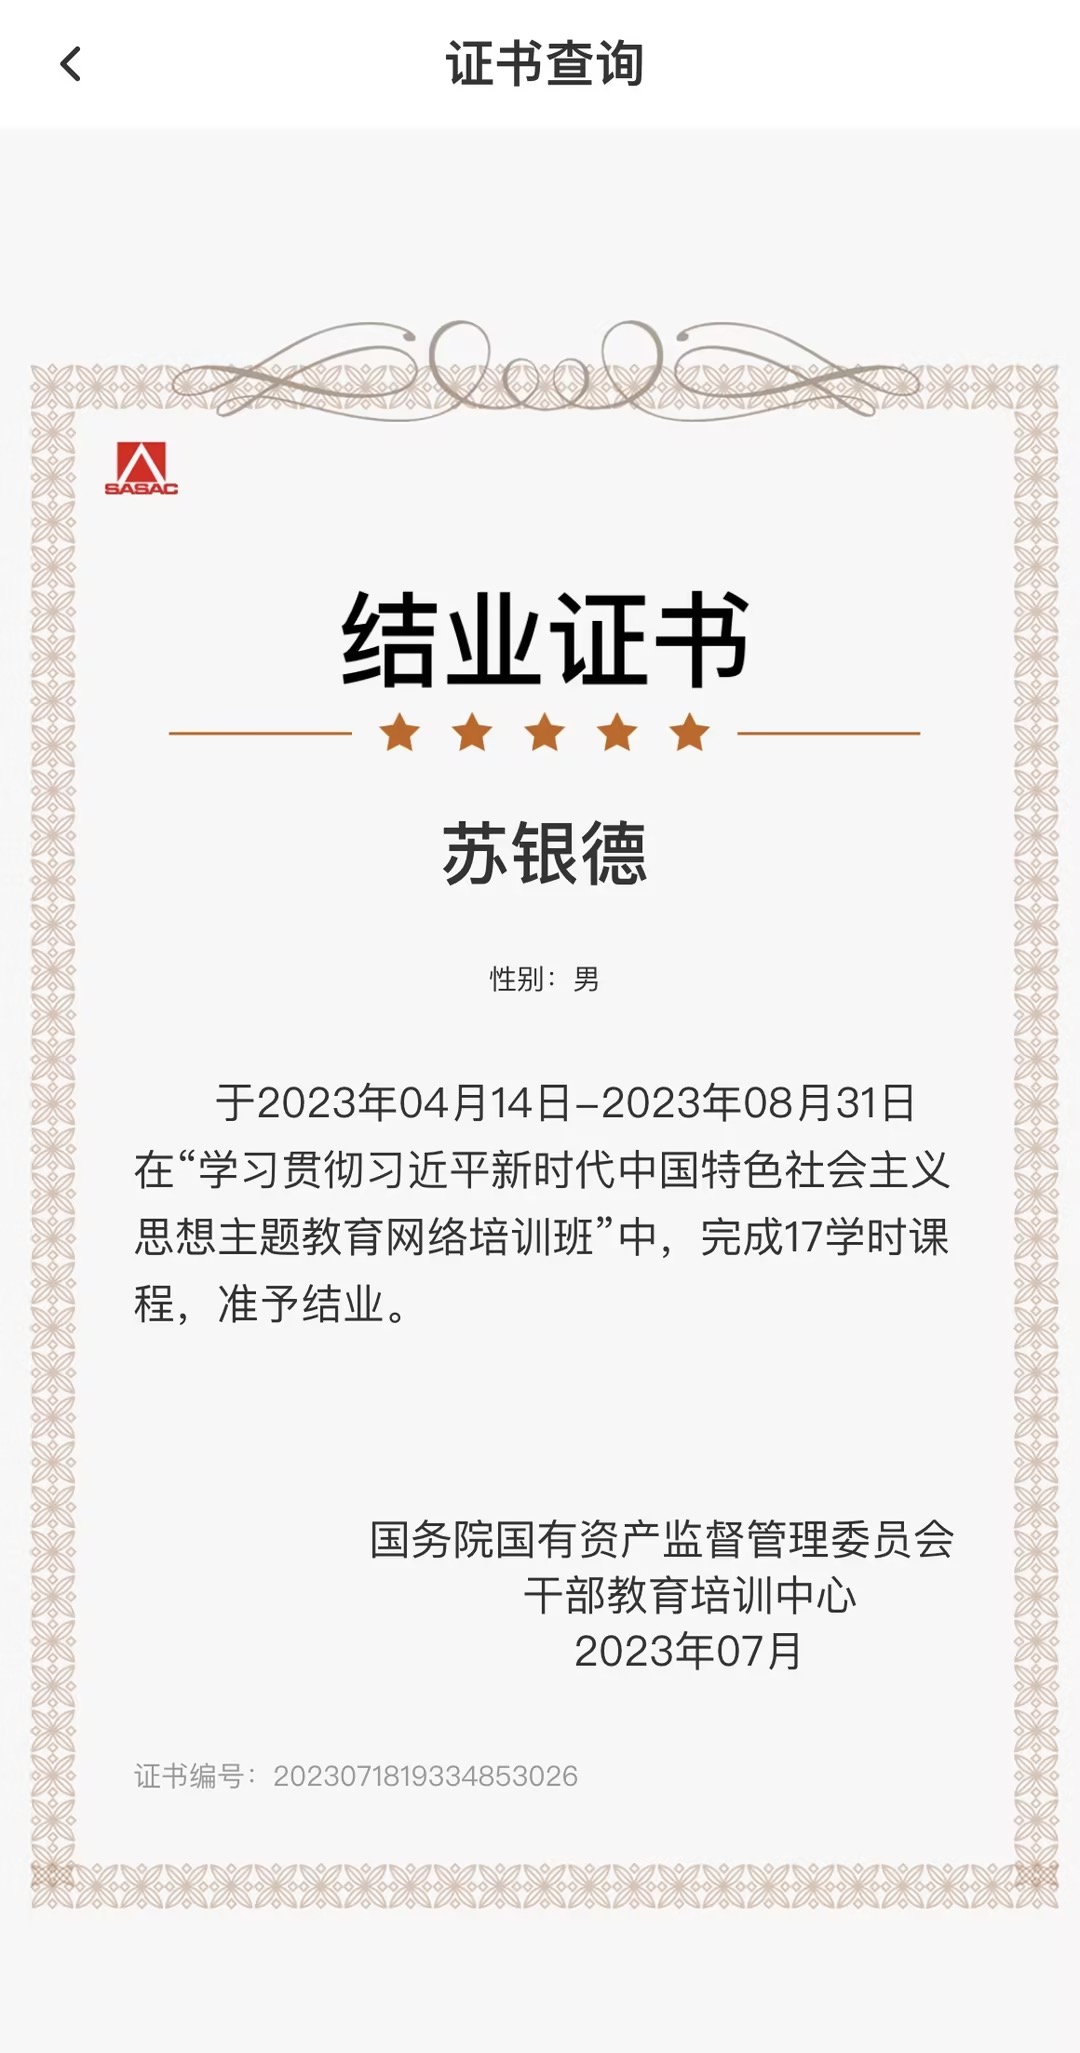 证书查询
SASAC
结业证书
苏银德
性别：男
于2023年04月14日–2023年08月31日
在“学习贯彻习近平新时代中国特色社会主义
思想主题教育网络培训班”中，完成17学时课
程，准予结业。
国务院国有资产监督管理委员会
干部教育培训中心
2023年07月
证书编号：2023071819334853026